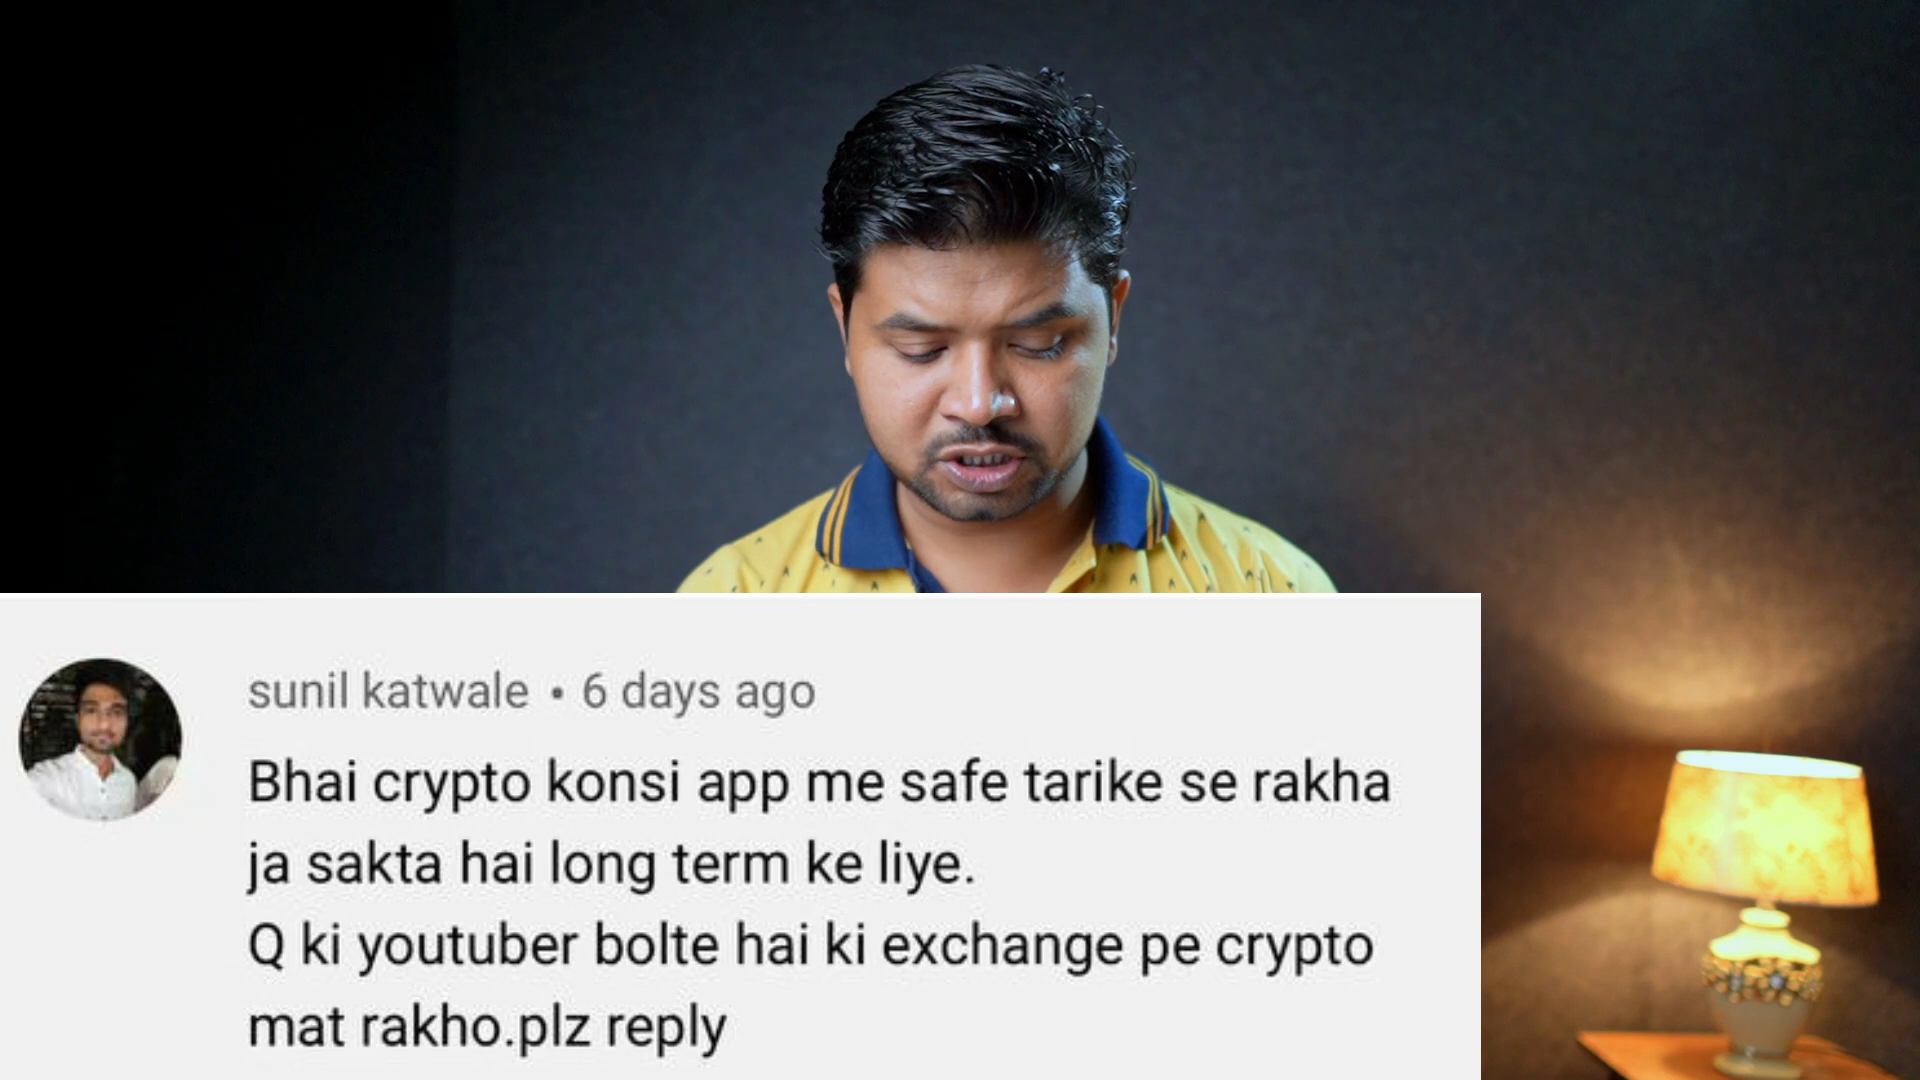 sunil katwale • 6 days ago
Bhai crypto konsi app me safe tarike se rakha
ja sakta hai long term ke liye.
Q ki youtuber bolte hai ki exchange pe crypto
mat rakho.plz reply